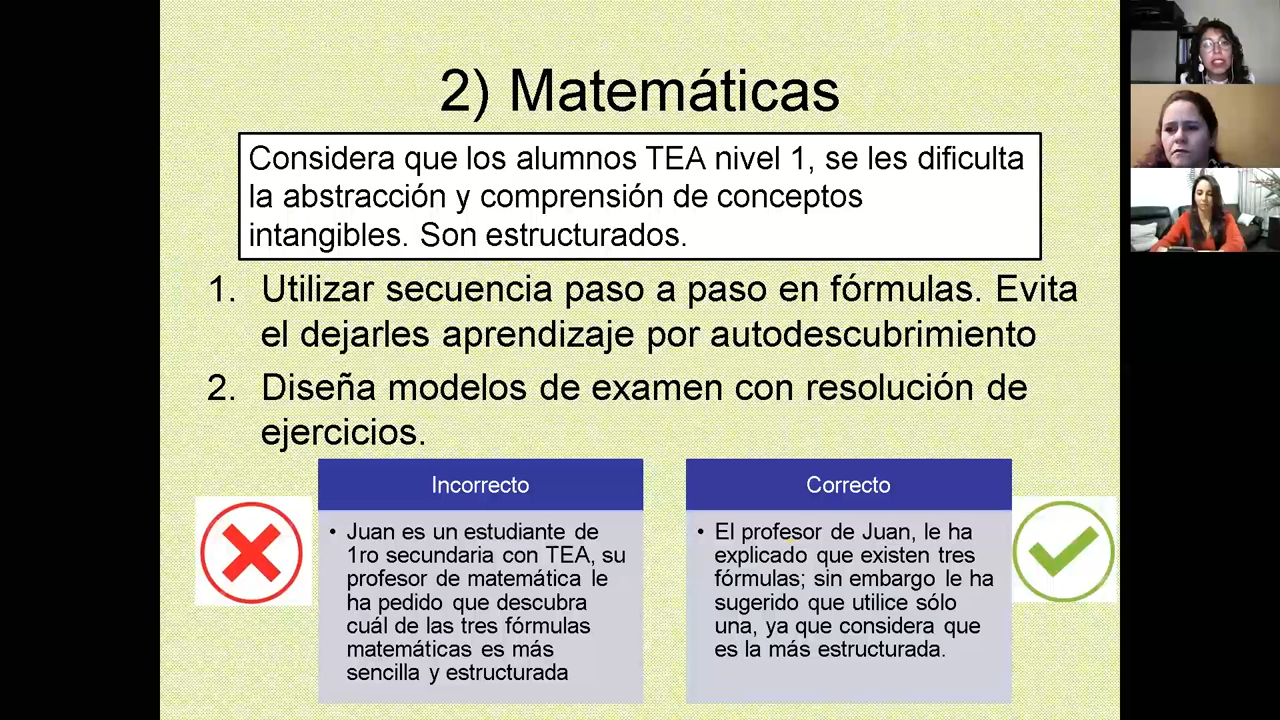 2) Matemáticas
Considera que los alumnos TEA nivel 1, se les dificulta
la abstracción y comprensión de conceptos
intangibles. Son estructurados.
1. Utilizar secuencia paso a paso en fórmulas. Evita
el dejarles aprendizaje por autodescubrimiento
2. Diseña modelos de examen con resolución de
ejercicios.
Incorrecto
• Juan es un estudiante de
1ro secundaria con TEA, su
profesor de matemática le
ha pedido que descubra
cuál de las tres fórmulas
matemáticas es más
sencilla y estructurada
Correcto
• El profesor de Juan, le ha
explicado que existen tres
fórmulas; sin embargo le ha
sugerido que utilice sólo
una, ya que considera que
es la más estructurada.